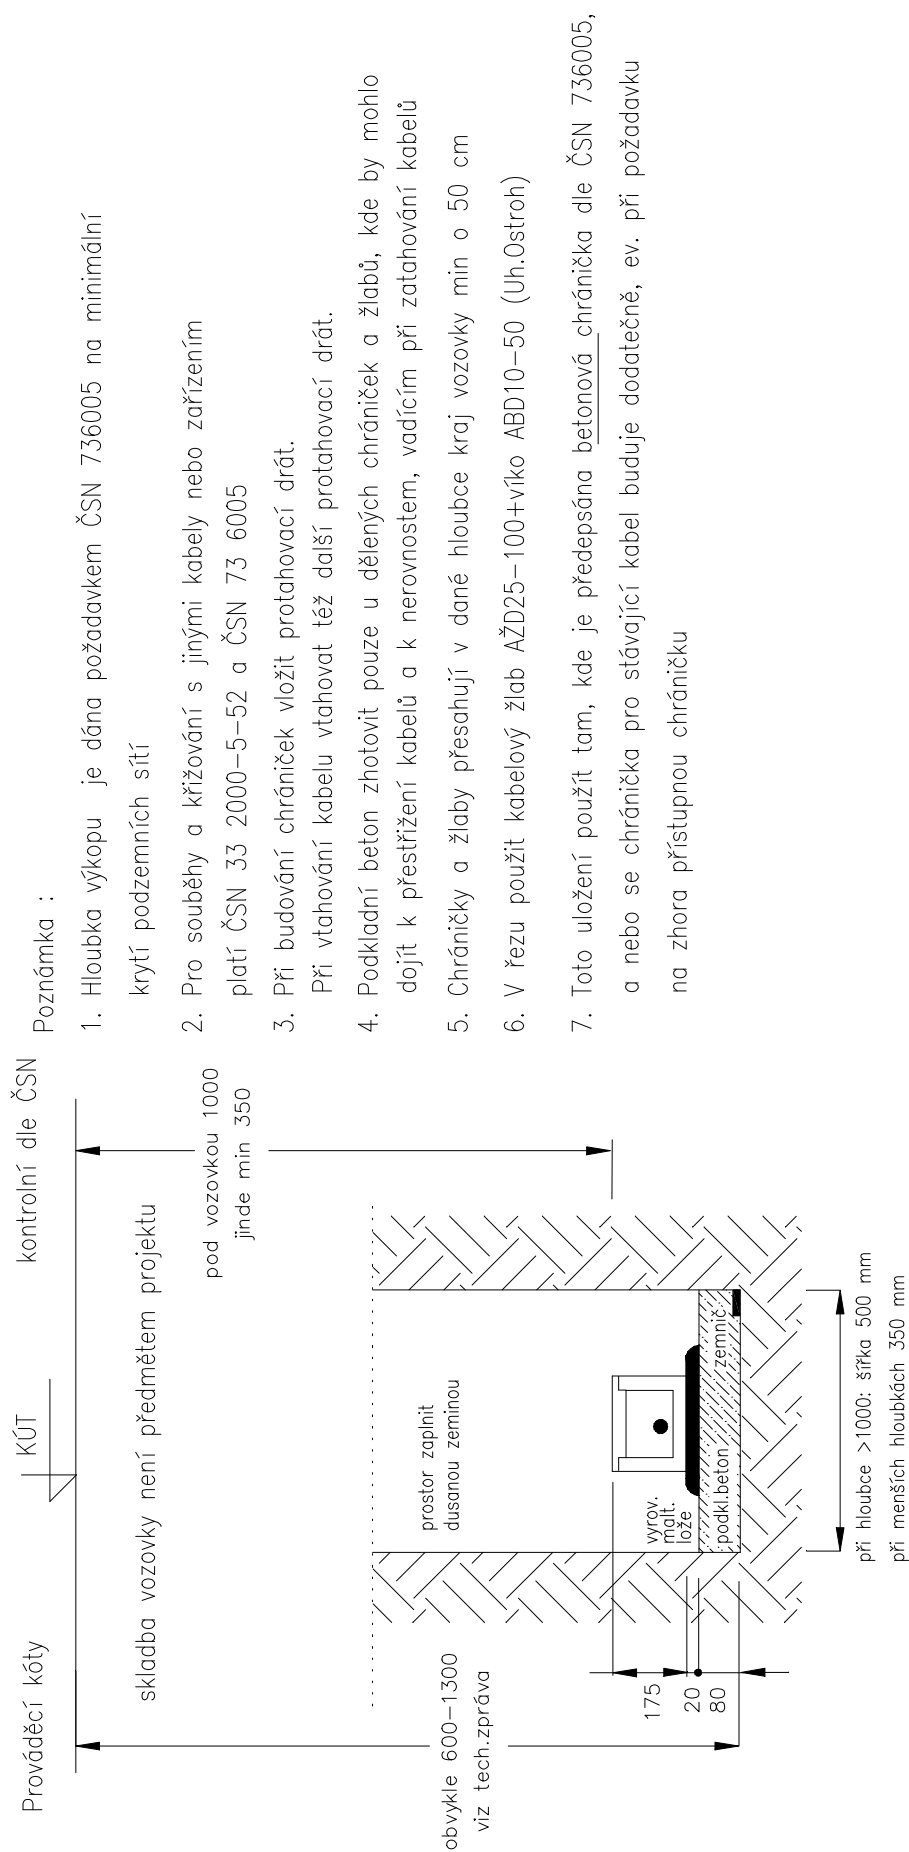 Prováděcí kóty
KÚT
kontrolní dle ČSN
skladba vozovky není předmětem projektu
pod vozovkou 1000
jinde min 350
obvykle 600-1300
viz tech.zpráva
prostor zaplnit
dusanou zeminou
vyrov.
malt.
lože
podkl.beton
zemnič
175
20
80
při hloubce >1000: šířka 500 mm
při menších hloubkách 350 mm
Poznámka :
1. Hloubka výkopu je dána požadavkem ČSN 736005 na minimální
krytí podzemních sítí
2. Pro souběhy a křižování s jinými kabely nebo zařízením
platí ČSN 33 2000-5-52 a ČSN 73 6005
3. Při budování chrániček vložit protahovací drát.
Při vtahování kabelu vtahovat též další protahovací drát.
4. Podkladní beton zhotovit pouze u dělených chrániček a žlabů, kde by mohlo
dojít k přestřižení kabelů a k nerovnostem, vadícím při zatahování kabelů
5. Chráničky a žlaby přesahují v dané hloubce kraj vozovky min o 50 cm
6. V řezu použit kabelový žlab AŽD25-100+víko ABD10-50 (Uh.Ostroh)
7. Toto uložení použít tam, kde je předepsána betonová chránička dle ČSN 736005,
a nebo se chránička pro stávající kabel buduje dodatečně, ev. při požadavku
na zhora přístupnou chráničku